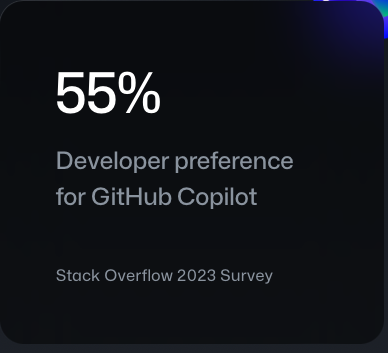 55%
Developer preference
for GitHub Copilot
Stack Overflow 2023 Survey